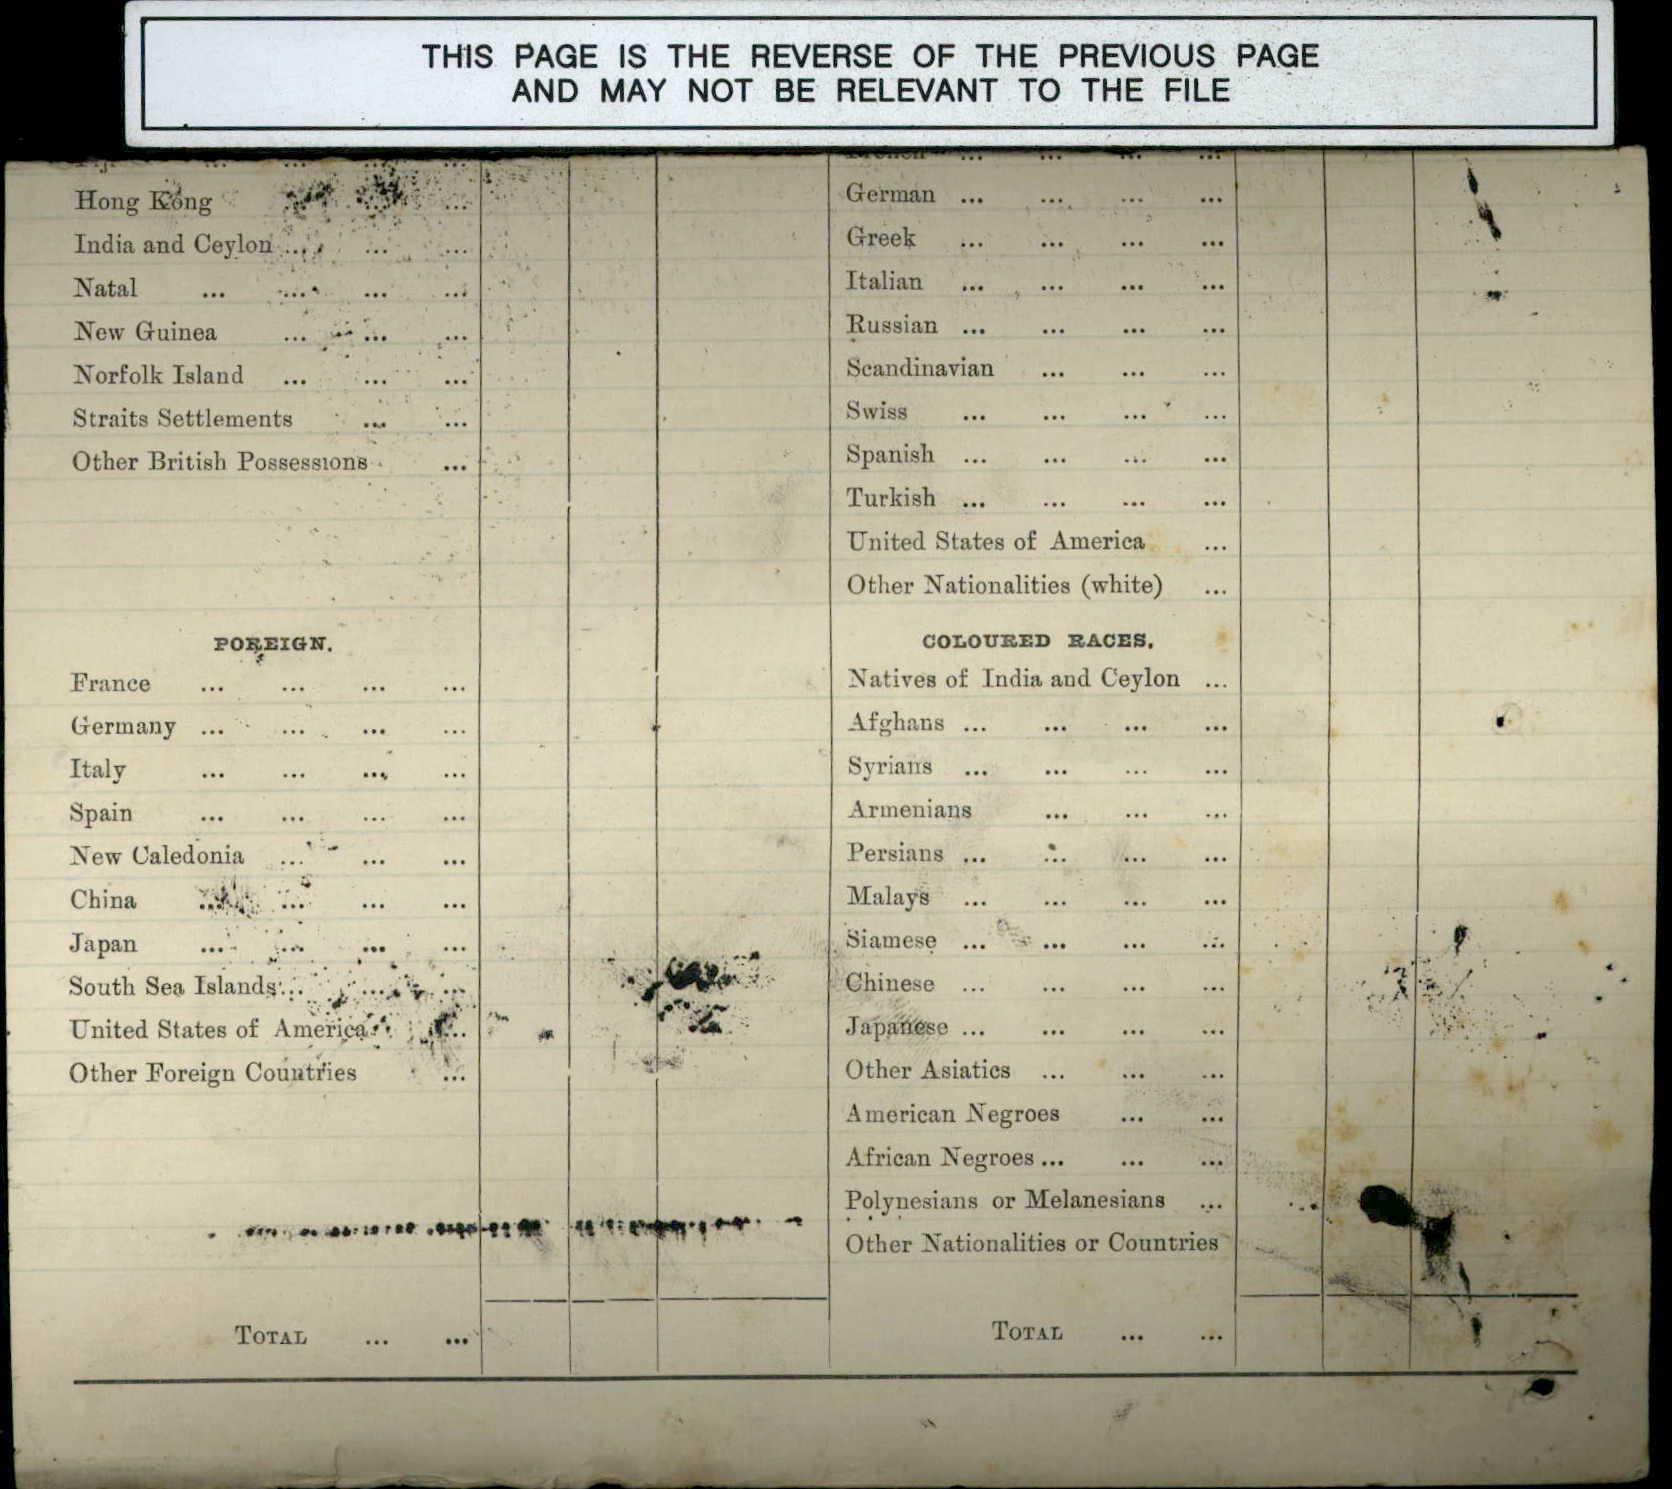 THIS PAGE IS THE REVERSE OF THE PREVIOUS PAGE
AND MAY NOT BE RELEVANT TO THE FILE
Hong Kong ... ... ...
India and Ceylon ... ... ...
Natal ... ... ... ...
New Guinea ... ... ...
Norfolk Island ... ... ...
Straits Settlements ... ...
Other British Possessions ...
FOREIGN.
France ... ... ... ...
Germany ... ... ... ...
Italy ... ... ... ...
Spain ... ... ... ...
New Caledonia ... ... ...
China ... ... ... ...
Japan ... ... ... ...
South Sea Islands ... ... ...
United States of America ...
Other Foreign Countries ...
TOTAL ... ...
French ... ... ... ...
German ... ... ... ...
Greek ... ... ... ...
Italian ... ... ... ...
Russian ... ... ... ...
Scandinavian ... ... ...
Swiss ... ... ... ...
Spanish ... ... ... ...
Turkish ... ... ... ...
United States of America ...
Other Nationalities (white) ...
COLOURED RACES.
Natives of India and Ceylon ...
Afghans ... ... ... ...
Syrians ... ... ... ...
Armenians ... ... ...
Persians ... ... ... ...
Malays ... ... ... ...
Siamese ... ... ... ...
Chinese ... ... ... ...
Japanese ... ... ... ...
Other Asiatics ... ... ...
American Negroes ... ...
African Negroes ... ... ...
Polynesians or Melanesians ...
Other Nationalities or Countries
TOTAL ... ...